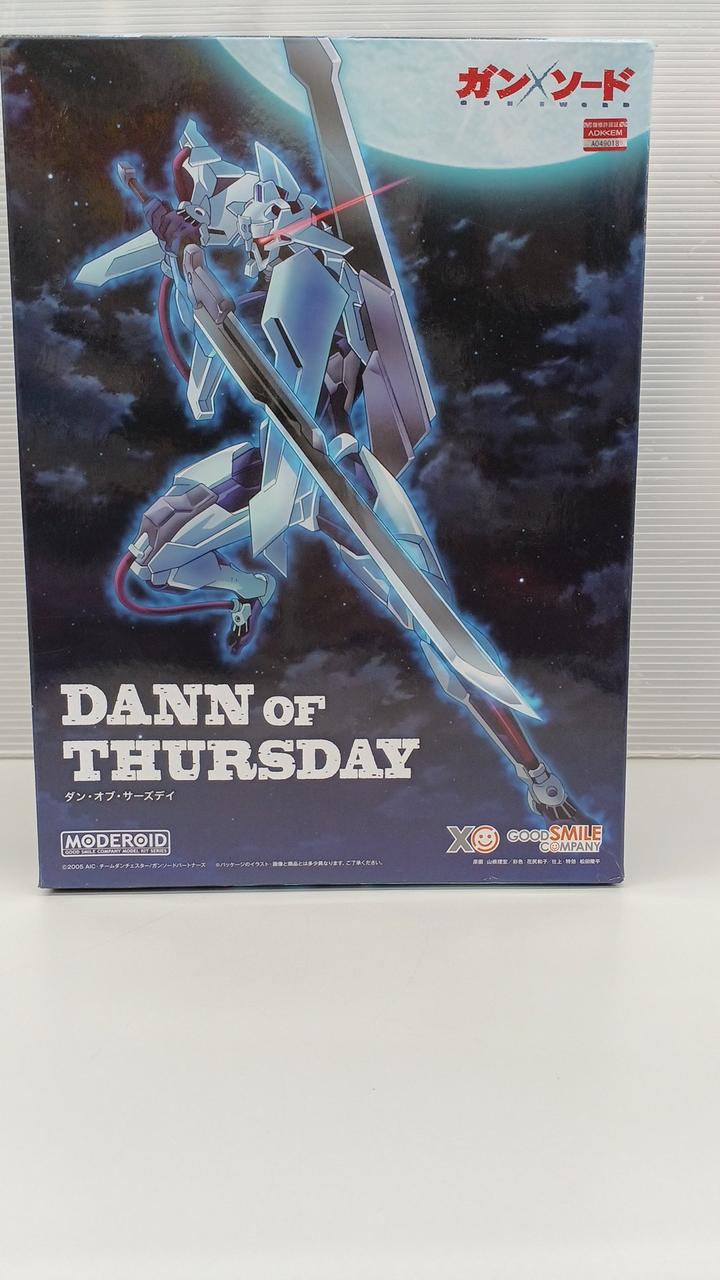 ガン×ソード
GUN SWORD
ADKKEM
A049018
DANN OF
THURSDAY
ダン・オブ・サーズデイ
MODEROID
GOOD SMILE COMPANY MODEL KIT SERIES
XO
GOOD SMILE
COMPANY
©2005 AIC・チームダンチェスター/ガンソードパートナーズ ※パッケージのイラスト・画像と商品とは多少異なります。ご了承ください。